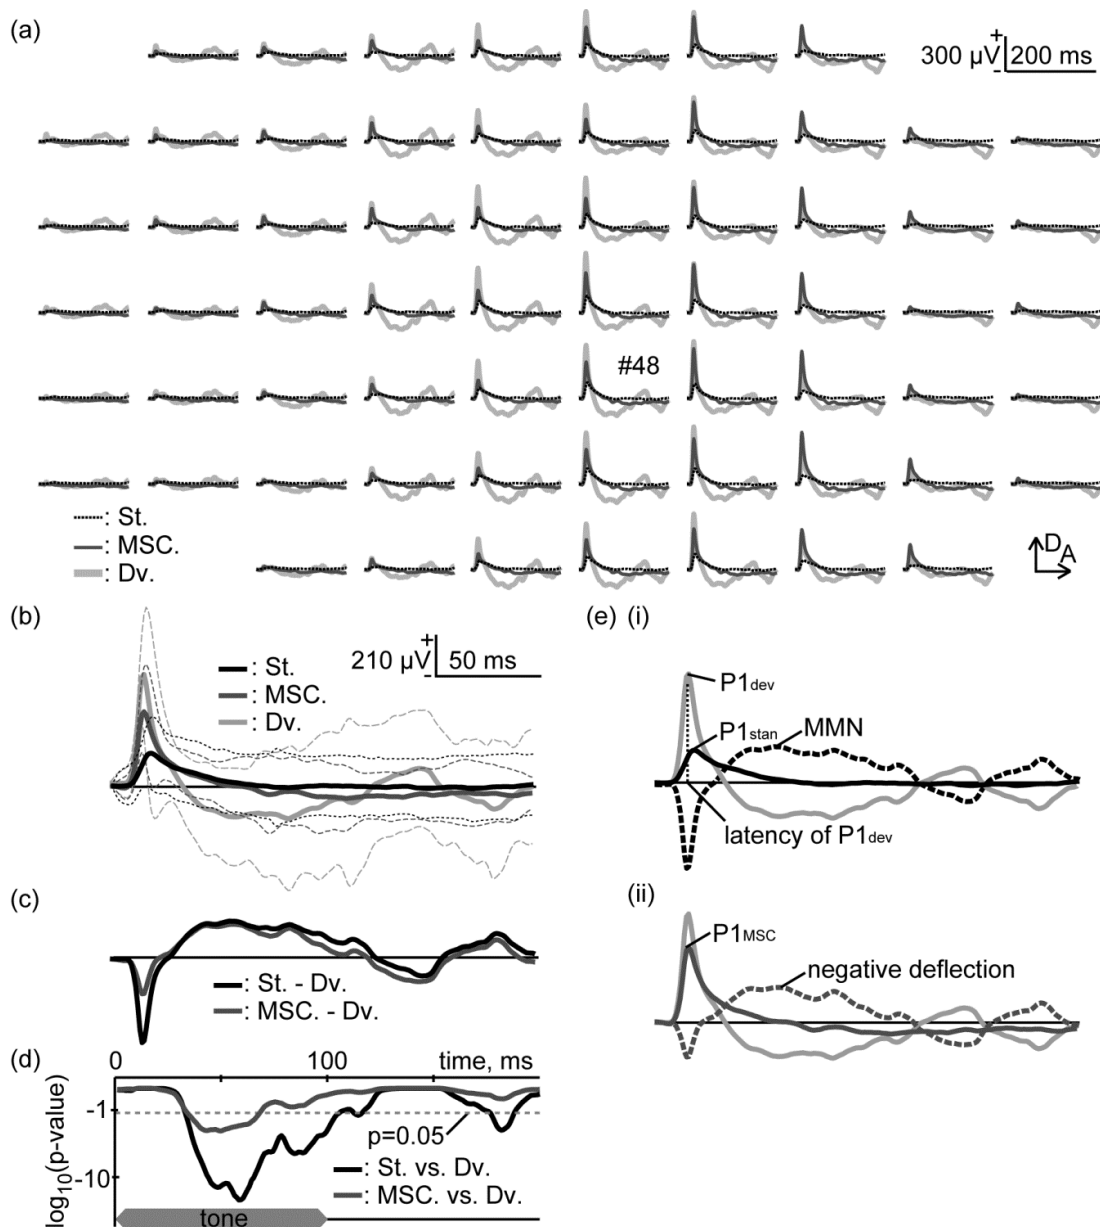 (a)
+
300 μV 200 ms
-
#48
: St.
: MSC.
: Dv.
D
A
(b)
+
210 μV 50 ms
-
: St.
: MSC.
: Dv.
(c)
: St. - Dv.
: MSC. - Dv.
(d)
0 100 time, ms
log10(p-value)
-1
-10
p=0.05
: St. vs. Dv.
: MSC. vs. Dv.
tone
(e) (i)
P1dev
P1stan
MMN
latency of P1dev
(ii)
P1MSC
negative deflection